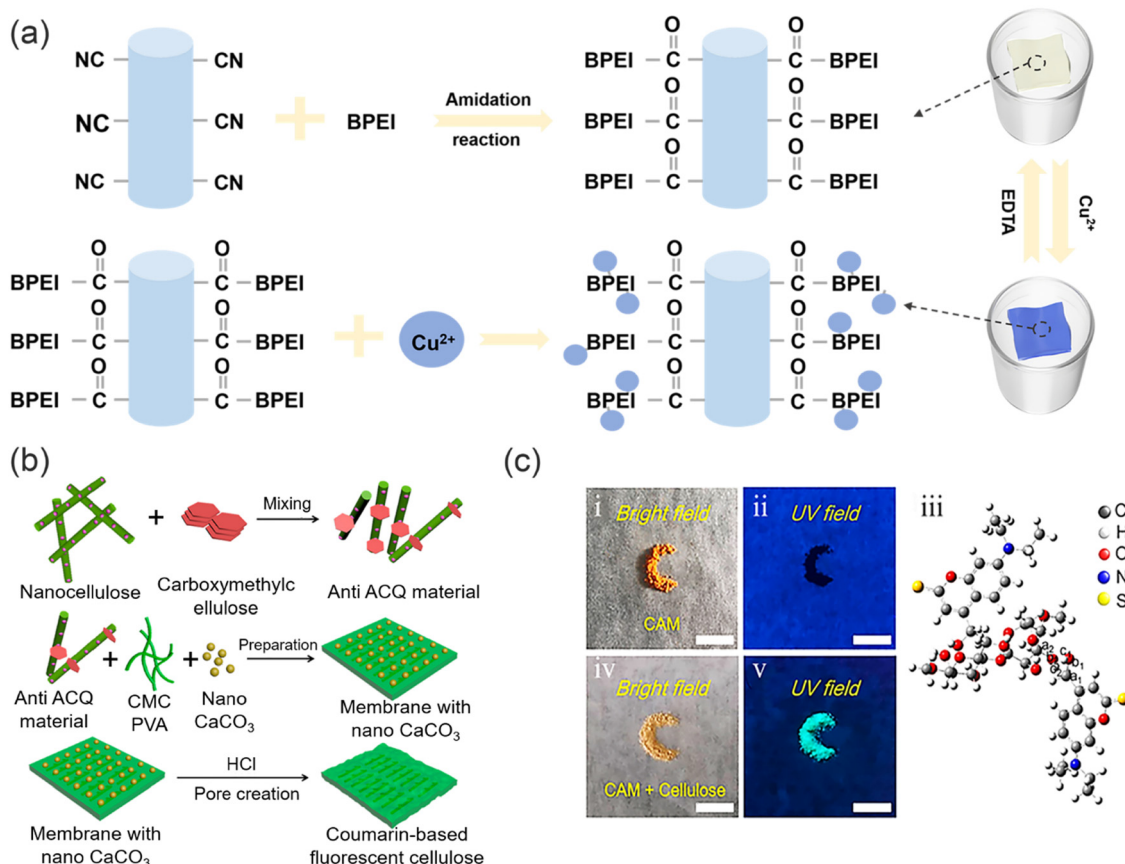 (a)
NC CN
NC CN
NC CN
BPEI
Amidation
reaction
O O
BPEI C C BPEI
O O
BPEI C C BPEI
O O
BPEI C C BPEI
EDTA
Cu2+
O O
BPEI C C BPEI
O O
BPEI C C BPEI
O O
BPEI C C BPEI
Cu2+
O O
BPEI C C BPEI
O O
BPEI C C BPEI
O O
BPEI C C BPEI
(b)
Nanocellulose
+
Carboxymethylc
ellulose
Mixing
Anti ACQ material
Anti ACQ
material
+
CMC
PVA
+
Nano
CaCO3
Preparation
Membrane with
nano CaCO3
Membrane with
nano CaCO3
HCl
Pore creation
Coumarin-based
fluorescent cellulose
(c)
i
Bright field
CAM
ii
UV field
iii
H
N
S
iv
Bright field
CAM + Cellulose
v
UV field